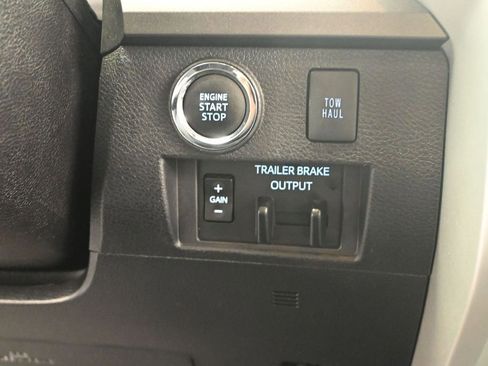 ENGINE
START
STOP
TOW
HAUL
TRAILER BRAKE
OUTPUT
+
GAIN
-